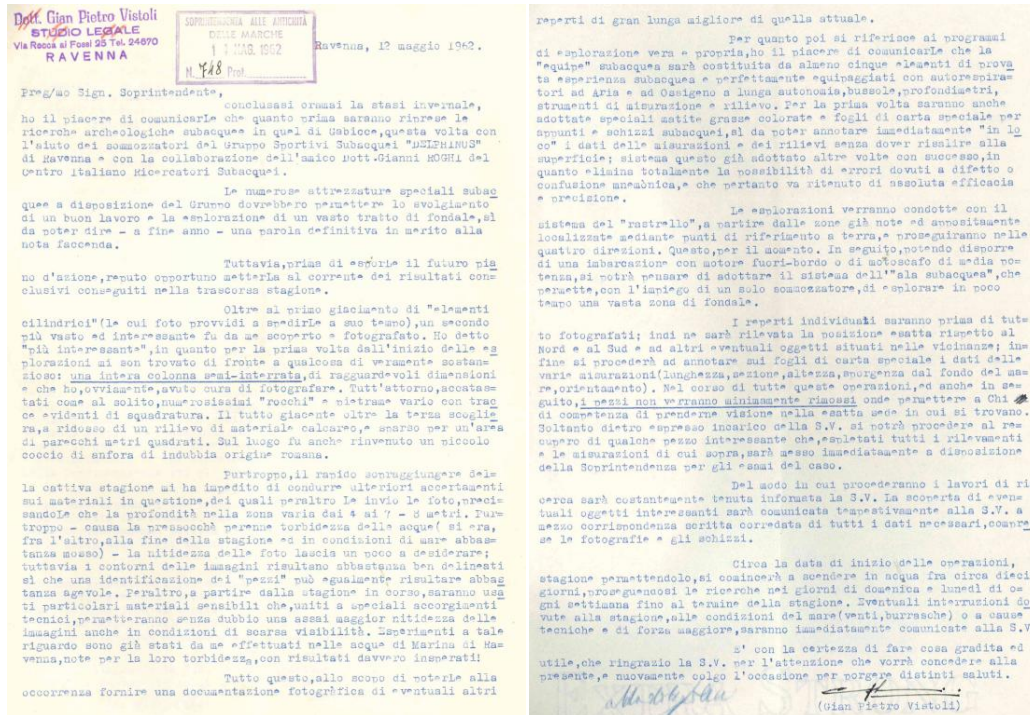 Dott. Gian Pietro Vistoli
STUDIO LEGALE
Via Rocca ai Fossi 25 Tel. 24670
RAVENNA
SOPRINTENDENZA ALLE ANTICHITÀ
DELLE MARCHE
1 MAG. 1962
N. 748 Prot.
Ravenna, 12 maggio 1962.
Preg/mo Sign. Soprintendente,
conclusasi oramai la stasi invernale,
ho il piacere di comunicarLe che quanto prima saranno riprese le
ricerche archeologiche subacquee in quel di Gabicce,questa volta con
l'aiuto dei sommozzatori del Gruppo Sportivi Subacquei "DELPHINUS"
di Ravenna e con la collaborazione dell'amico Dott.Gianni ROGHI del
Centro Italiano Ricercatori Subacquei.
Le numerose attrezzature speciali subac
quee a disposizione del Gruppo dovrebbero permettere lo svolgimento
di un buon lavoro e la esplorazione di un vasto tratto di fondale,sì
da poter dire - a fine anno - una parola definitiva in merito alla
nota faccenda.
Tuttavia,prima di esporLe il futuro pia
no d'azione,reputo opportuno metterLa al corrente dei risultati con=
clusivi conseguiti nella trascorsa stagione.
Oltre al primo giacimento di "elementi
cilindrici"(le cui foto provvidi a spedirLe a suo tempo),un secondo
più vasto ed interessante fu da me scoperto e fotografato. Ho detto
"più interessante",in quanto per la prima volta dall'inizio delle es
plorazioni mi son trovato di fronte a qualcosa di veramente sostan=
zioso: una intera colonna semi-interrata,di ragguardevoli dimensioni
e che ho,ovviamente,avuto cura di fotografare. Tutt'attorno,accatas=
tati come al solito,numerosissimi "rocchi" e pietrame vario con trac
ce evidenti di squadratura. Il tutto giacente oltre la terza scoglie
ra,a ridosso di un rilievo di materiale calcareo,e sparso per un'area
di parecchi metri quadrati. Sul luogo fu anche rinvenuto un piccolo
coccio di anfora di indubbia origine romana.
Purtroppo,il rapido sopraggiungere del=
la cattiva stagione mi ha impedito di condurre ulteriori accertamenti
sui materiali in questione,dei quali peraltro Le invio le foto,preci=
sandoLe che la profondità nella zona varia dai 4 ai 7 - 8 metri. Pur=
troppo - causa la pressocchè perenne torbidezza delle acque( si era,
fra l'altro,alla fine della stagione ed in condizioni di mare abbas=
tanza mosso) - la nitidezza delle foto lascia un poco a desiderare;
tuttavia i contorni delle immagini risultano abbastanza ben delineati
sì che una identificazione dei "pezzi" può egualmente risultare abbas
tanza agevole. Peraltro,a partire dalla stagione in corso,saranno usa
ti particolari materiali sensibili che,uniti a speciali accorgimenti
tecnici,permetteranno senza dubbio una assai maggior nitidezza delle
immagini anche in condizioni di scarsa visibilità. Esperimenti a tale
riguardo sono già stati da me effettuati nelle acque di Marina di Ra=
venna,note per la loro torbidezza,con risultati davvero insperati!
Tutto questo,allo scopo di poterLe alla
occorrenza fornire una documentazione fotogràfica di eventuali altri
reperti di gran lunga migliore di quella attuale.
Per quanto poi si riferisce ai programmi
di esplorazione vera e propria,ho il piacere di comunicarLe che la
"equipe" subacquea sarà costituita da almeno cinque elementi di prova
ta esperienza subacquea e perfettamente equipaggiati con autorespira=
tori ad Aria e ad Ossigeno a lunga autonomia,bussole,profondimetri,
strumenti di misurazione e rilievo. Per la prima volta saranno anche
adottate speciali matite grasse colorate e fogli di carta speciale per
appunti e schizzi subacquei,sì da poter annotare immediatamente "in lo
co" i dati delle misurazioni e dei rilievi senza dover risalire alla
superficie; sistema questo già adottato altre volte con successo,in
quanto elimina totalmente la possibilità di errori dovuti a difetto o
confusione mnemònica,e che pertanto va ritenuto di assoluta efficacia
e precisione.
Le esplorazioni verranno condotte con il
sistema del "rastrello",a partire dalle zone già note ed appositamente
localizzate mediante punti di riferimento a terra,e proseguiranno nelle
quattro direzioni. Questo,per il momento. In seguito,potendo disporre
di una imbarcazione con motore fuori-bordo o di motoscafo di media po=
tenza,si potrà pensare di adottare il sistema dell'"ala subacquea",che
permette,con l'impiego di un solo sommozzatore,di esplorare in poco
tempo una vasta zona di fondale.
I reperti individuati saranno prima di tut=
to fotografati; indi ne sarà rilevata la posizione esatta rispetto al
Nord e al Sud e ad altri eventuali oggetti situati nelle vicinanze; in=
fine si procederà ad annotare sui fogli di carta speciale i dati delle
varie misurazioni(lunghezza,sezione,altezza,sporgenza dal fondo del ma=
re,orientamento). Nel corso di tutte queste operazioni,ed anche in se=
guito,i pezzi non verranno minimamente rimossi onde permettere a Chi
di competenza di prenderne visione nella esatta sede in cui si trovano.
Soltanto dietro espresso incarico della S.V. si potrà procedere al re=
cupero di qualche pezzo interessante che,espletati tutti i rilevamenti
e le misurazioni di cui sopra,sarà messo immediatamente a disposizione
della Soprintendenza per gli esami del caso.
Del modo in cui procederanno i lavori di ri
cerca sarà costantemente tenuta informata la S.V. La scoperta di even=
tuali oggetti interessanti sarà comunicata tempestivamente alla S.V. a
mezzo corrispondenza scritta corredata di tutti i dati necessari,compre
se le fotografie e gli schizzi.
Circa la data di inizio delle operazioni,
stagione permettendolo,si comincerà a scendere in acqua fra circa dieci
giorni,proseguendosi le ricerche nei giorni di domenica e lunedì di o=
gni settimana fino al termine della stagione. Eventuali interruzioni do
vute alla stagione,alle condizioni del mare(venti,burrasche) o a cause
tecniche e di forza maggiore,saranno immediatamente comunicate alla S.V
E' con la certezza di fare cosa gradita ed
utile,che ringrazio la S.V. per l'attenzione che vorrà concedere alla
presente,e nuovamente colgo l'occasione per porgere distinti saluti.
(Gian Pietro Vistoli)